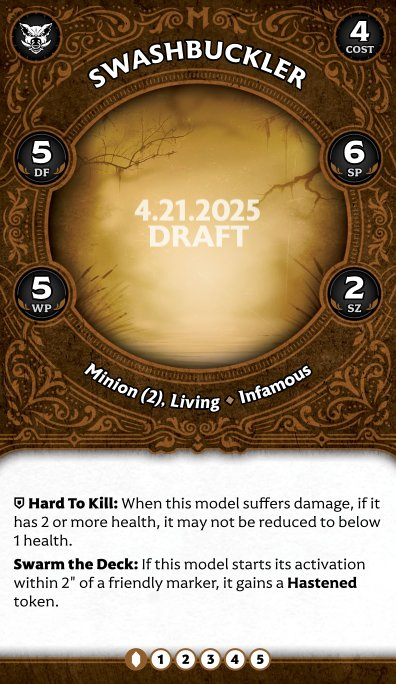 4
COST
SWASHBUCKLER
5
DF
6
SP
4.21.2025
DRAFT
5
WP
2
SZ
Minion (2), Living ◆ Infamous
Hard To Kill: When this model suffers damage, if it
has 2 or more health, it may not be reduced to below
1 health.
Swarm the Deck: If this model starts its activation
within 2" of a friendly marker, it gains a Hastened
token.
1 2 3 4 5